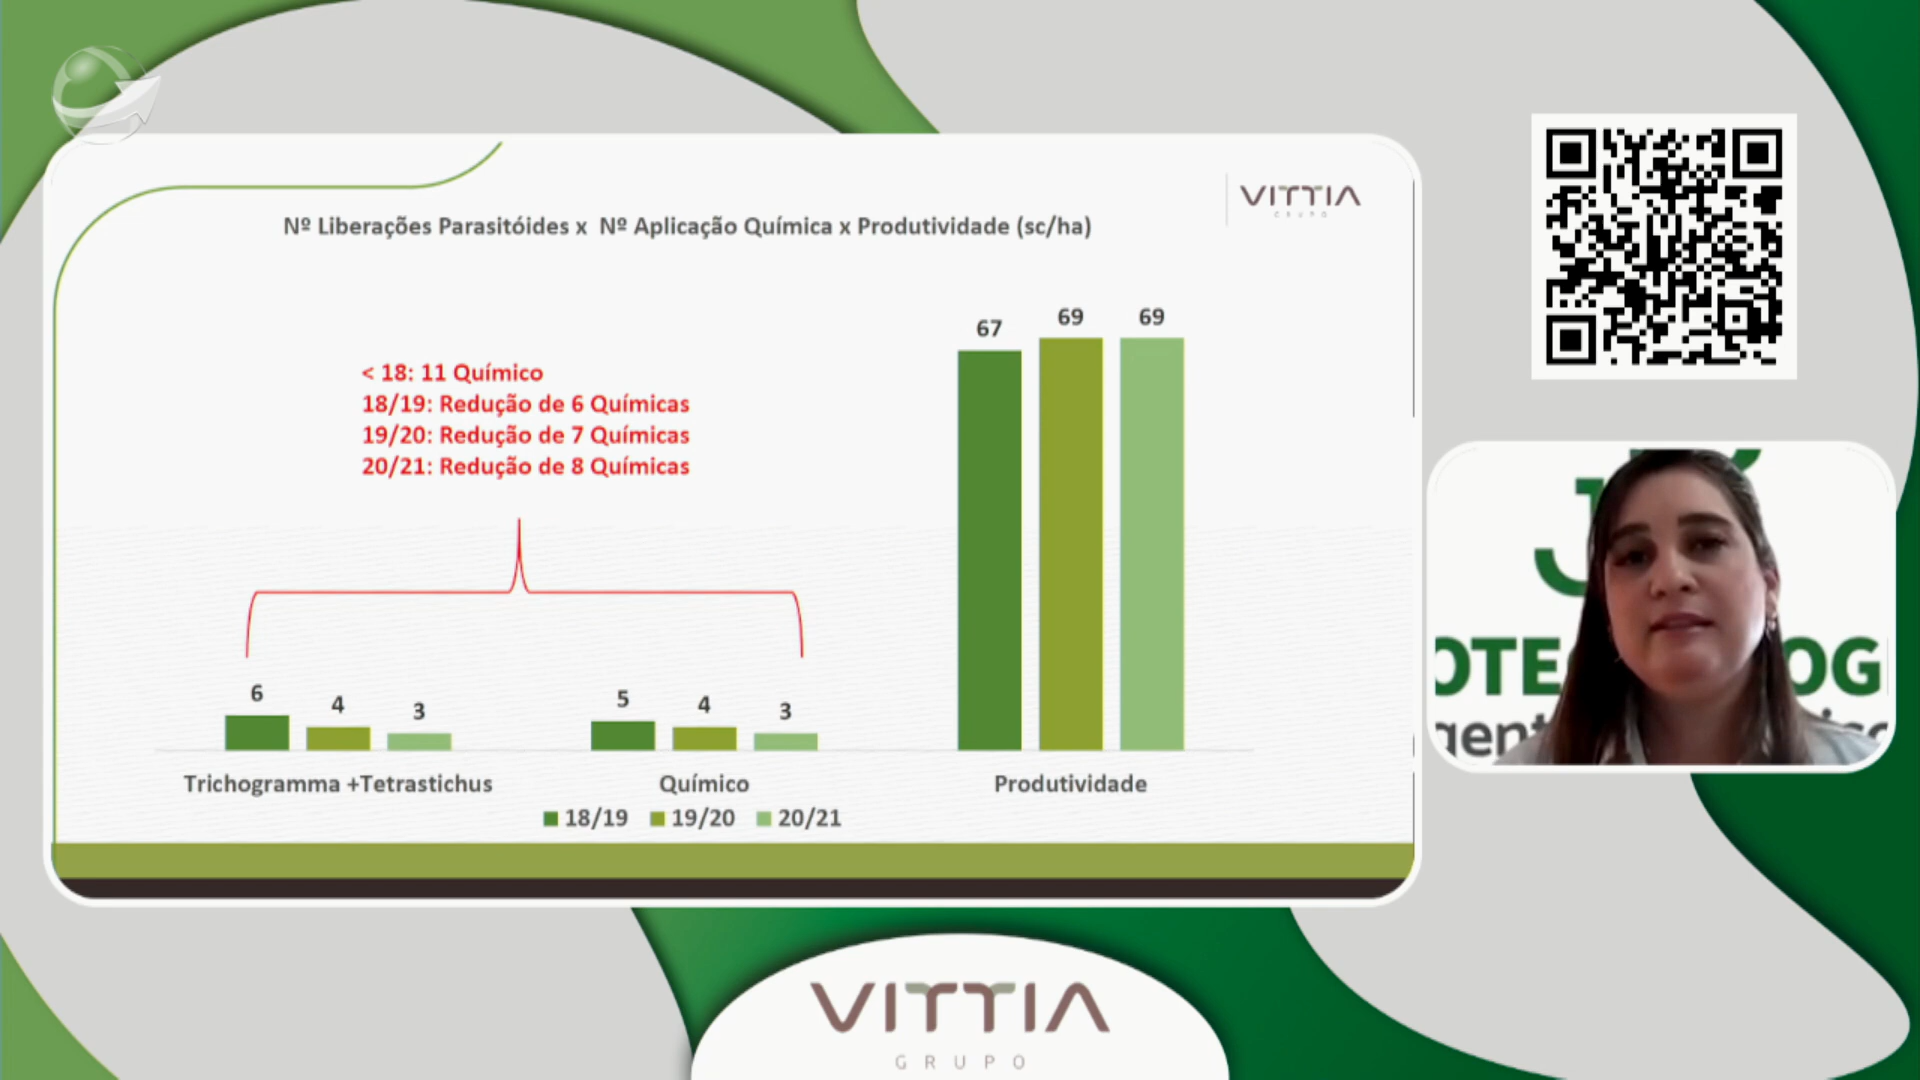 VITTIA
GRUPO
Nº Liberações Parasitóides x Nº Aplicação Química x Produtividade (sc/ha)
< 18: 11 Químico
18/19: Redução de 6 Químicas
19/20: Redução de 7 Químicas
20/21: Redução de 8 Químicas
67
69
69
6
4
3
5
4
3
Trichogramma +Tetrastichus
Químico
Produtividade
18/19
19/20
20/21
VITTIA
GRUPO